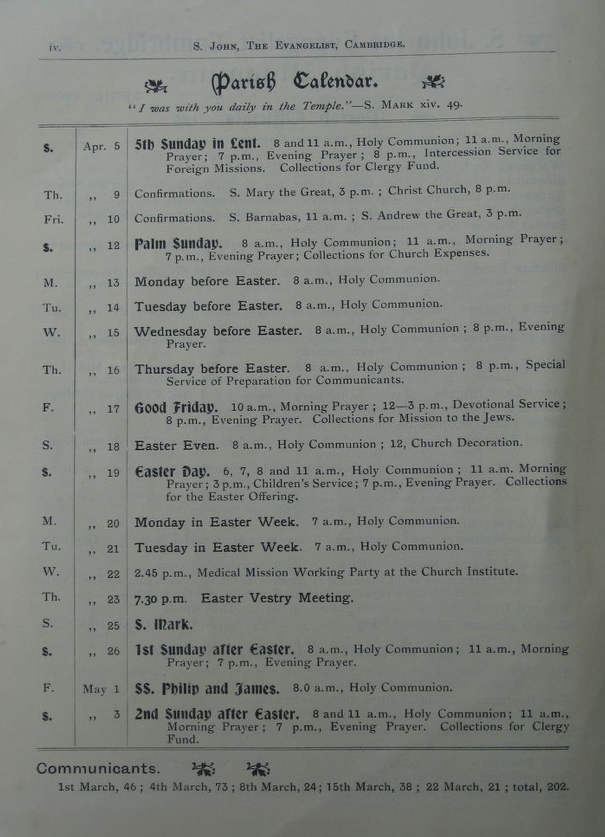 iv. S. John, The Evangelist, Cambridge.
Parish Calendar.
"I was with you daily in the Temple."—S. Mark xiv. 49.
S. Apr. 5 5th Sunday in Lent. 8 and 11 a.m., Holy Communion; 11 a.m., Morning
Prayer; 7 p.m., Evening Prayer; 8 p.m., Intercession Service for
Foreign Missions. Collections for Clergy Fund.
Th. ,, 9 Confirmations. S. Mary the Great, 3 p.m.; Christ Church, 8 p.m.
Fri. ,, 10 Confirmations. S. Barnabas, 11 a.m.; S. Andrew the Great, 3 p.m.
S. ,, 12 Palm Sunday. 8 a.m., Holy Communion; 11 a.m., Morning Prayer;
7 p.m., Evening Prayer; Collections for Church Expenses.
M. ,, 13 Monday before Easter. 8 a.m., Holy Communion.
Tu. ,, 14 Tuesday before Easter. 8 a.m., Holy Communion.
W. ,, 15 Wednesday before Easter. 8 a.m., Holy Communion; 8 p.m., Evening
Prayer.
Th. ,, 16 Thursday before Easter. 8 a.m., Holy Communion; 8 p.m., Special
Service of Preparation for Communicants.
F. ,, 17 Good Friday. 10 a.m., Morning Prayer; 12—3 p.m., Devotional Service;
8 p.m., Evening Prayer. Collections for Mission to the Jews.
S. ,, 18 Easter Even. 8 a.m., Holy Communion; 12, Church Decoration.
S. ,, 19 Easter Day. 6, 7, 8 and 11 a.m., Holy Communion; 11 a.m. Morning
Prayer; 3 p.m., Children's Service; 7 p.m., Evening Prayer. Collections
for the Easter Offering.
M. ,, 20 Monday in Easter Week. 7 a.m., Holy Communion.
Tu. ,, 21 Tuesday in Easter Week. 7 a.m., Holy Communion.
W. ,, 22 2.45 p.m., Medical Mission Working Party at the Church Institute.
Th. ,, 23 7.30 p.m. Easter Vestry Meeting.
S. ,, 25 S. Mark.
S. ,, 26 1st Sunday after Easter. 8 a.m., Holy Communion; 11 a.m., Morning
Prayer; 7 p.m., Evening Prayer.
F. May 1 SS. Philip and James. 8.0 a.m., Holy Communion.
S. ,, 3 2nd Sunday after Easter. 8 and 11 a.m., Holy Communion; 11 a.m.,
Morning Prayer; 7 p.m., Evening Prayer. Collections for Clergy
Fund.
Communicants.
1st March, 46; 4th March, 73; 8th March, 24; 15th March, 38; 22 March, 21; total, 202.